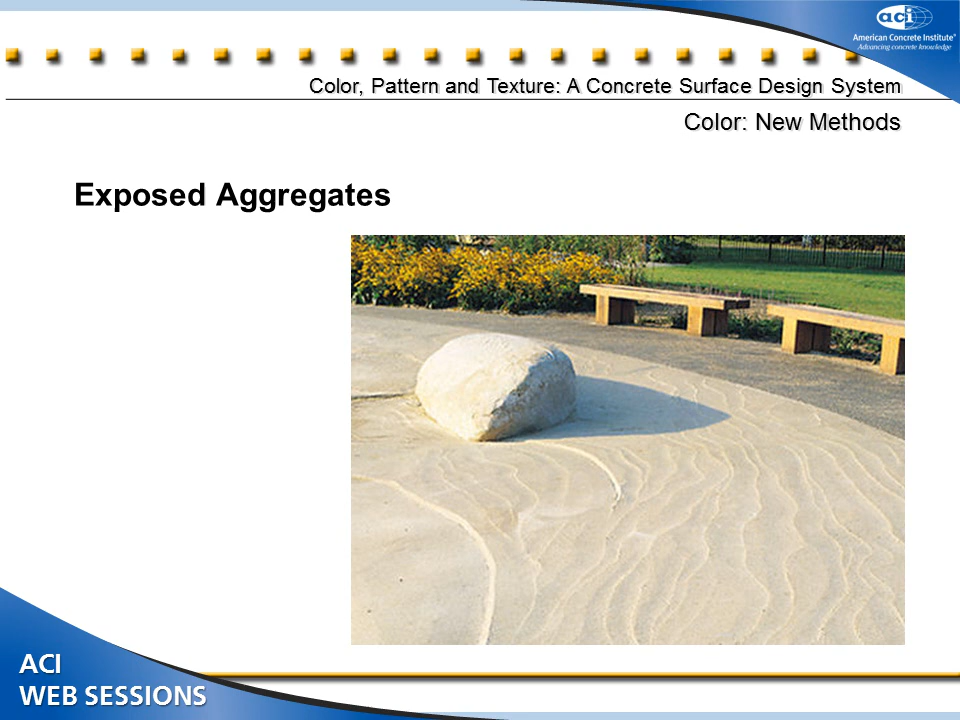 aci
American Concrete Institute®
Advancing concrete knowledge
Color, Pattern and Texture: A Concrete Surface Design System
Color: New Methods
Exposed Aggregates
ACI
WEB SESSIONS